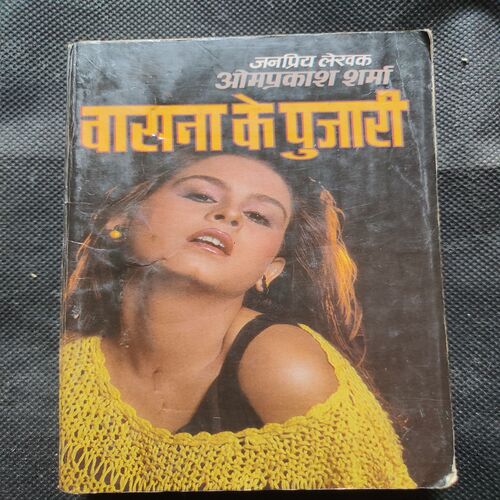 जनप्रिय लेखक
ओमप्रकाश शर्मा
वासना के पुजारी